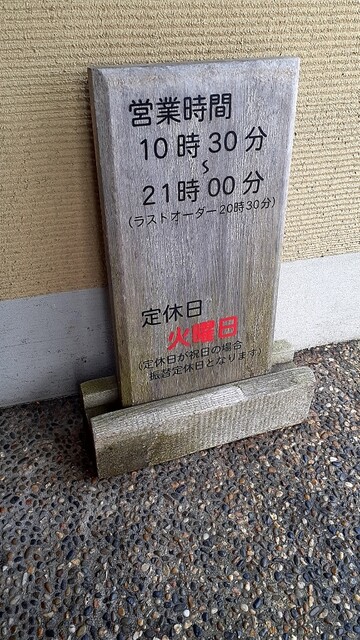 営業時間
10時30分
～
21時00分
(ラストオーダー20時30分)
定休日
火曜日
(定休日が祝日の場合
振替定休日となります)